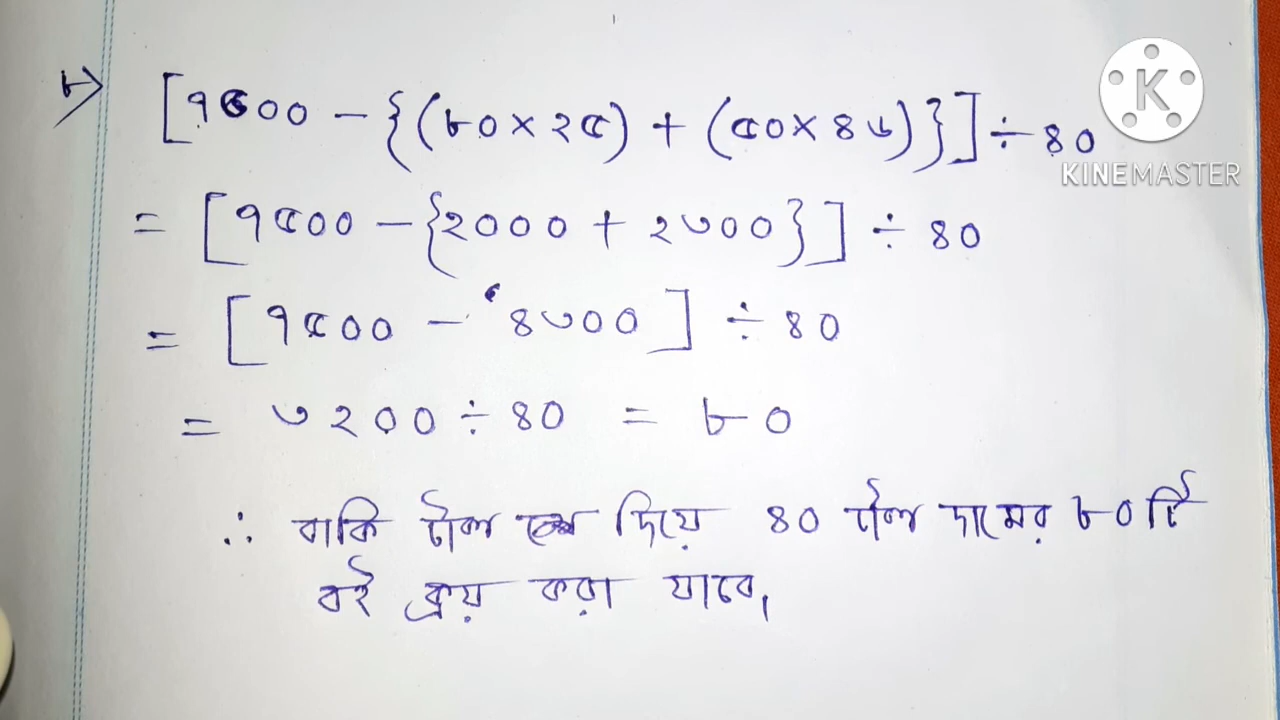 ৮) [৭৫০০ - {(৮০ × ২৫) + (৫০ × ৪৬)}] ÷ ৪০
= [৭৫০০ - {২০০০ + ২৩০০}] ÷ ৪০
= [৭৫০০ - ৪৩০০] ÷ ৪০
= ৩২০০ ÷ ৪০ = ৮০
∴ বাকি টাকা দিয়ে ৪০ টাকা দামের ৮০টি
বই ক্রয় করা যাবে।
K
KINEMASTER